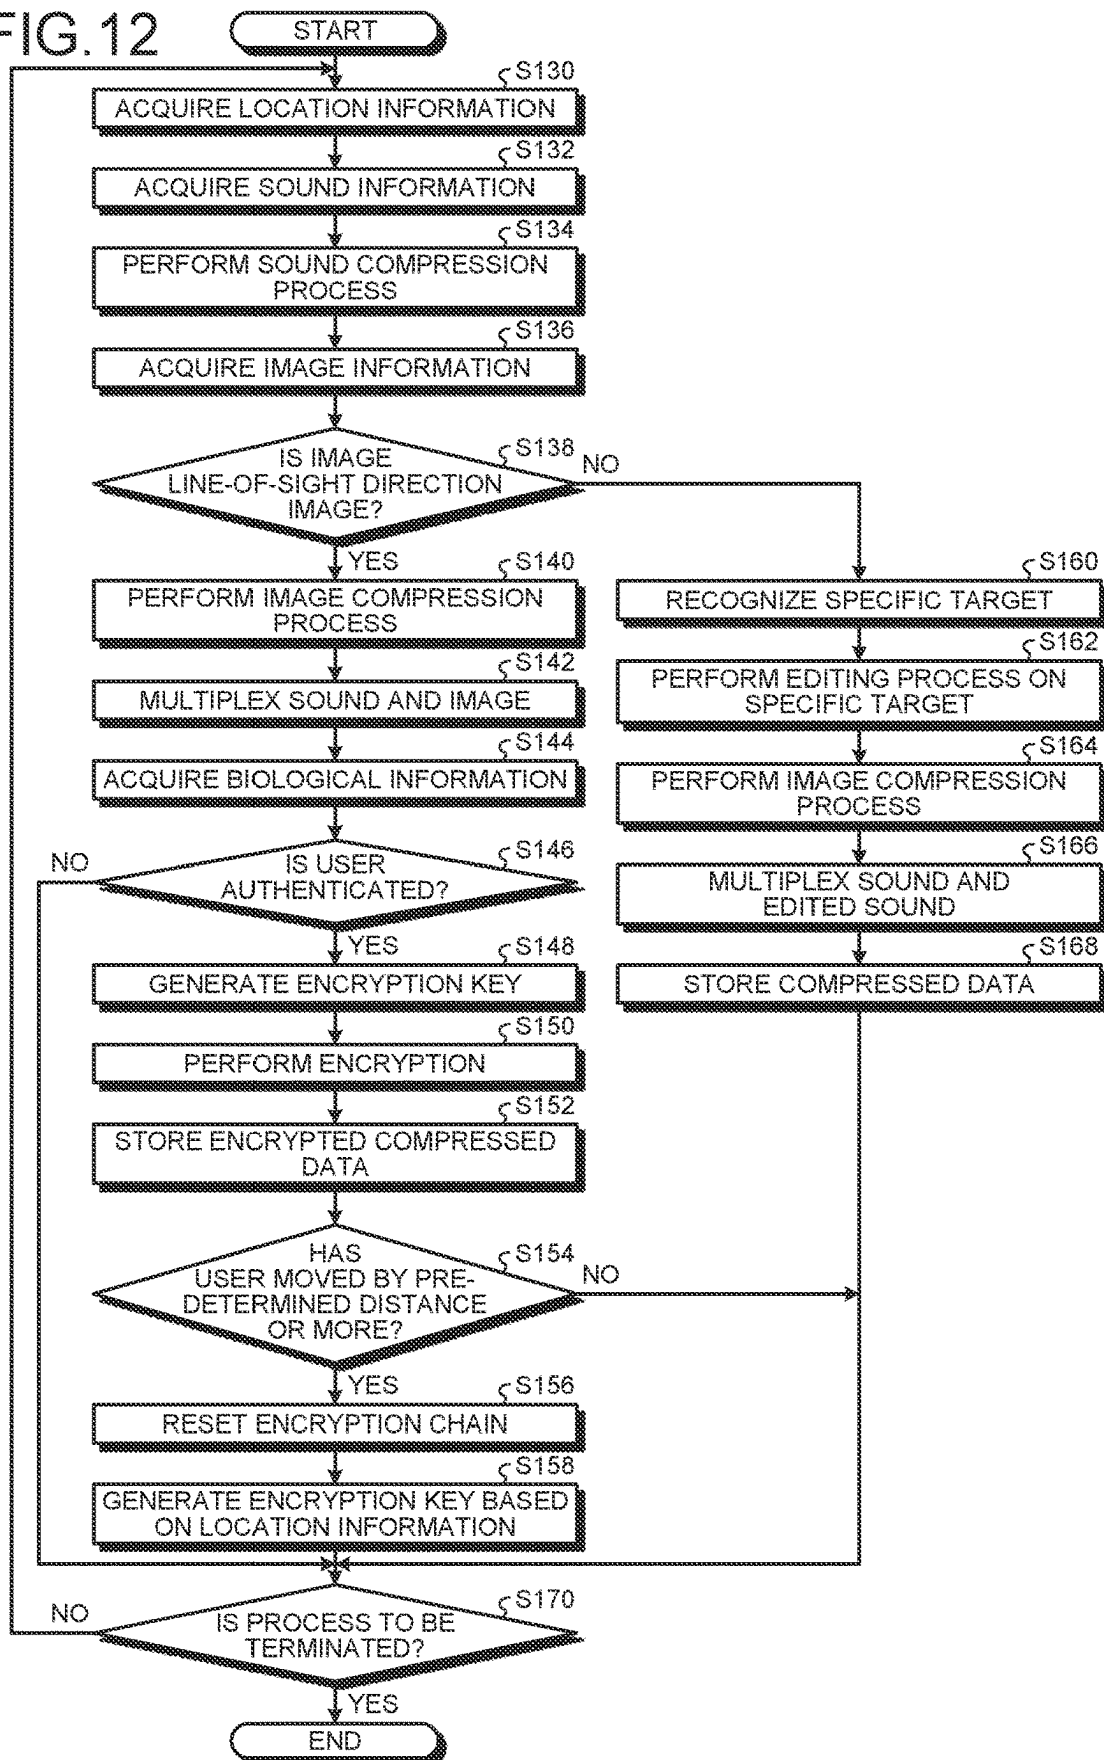 FIG.12
START
S130
ACQUIRE LOCATION INFORMATION
S132
ACQUIRE SOUND INFORMATION
S134
PERFORM SOUND COMPRESSION
PROCESS
S136
ACQUIRE IMAGE INFORMATION
S138
IS IMAGE
LINE-OF-SIGHT DIRECTION
IMAGE?
NO
YES
S140
PERFORM IMAGE COMPRESSION
PROCESS
S142
MULTIPLEX SOUND AND IMAGE
S144
ACQUIRE BIOLOGICAL INFORMATION
S146
NO
IS USER
AUTHENTICATED?
YES
S148
GENERATE ENCRYPTION KEY
S150
PERFORM ENCRYPTION
S152
STORE ENCRYPTED COMPRESSED
DATA
S154
HAS
USER MOVED BY PRE-
DETERMINED DISTANCE
OR MORE?
NO
YES
S156
RESET ENCRYPTION CHAIN
S158
GENERATE ENCRYPTION KEY BASED
ON LOCATION INFORMATION
S160
RECOGNIZE SPECIFIC TARGET
S162
PERFORM EDITING PROCESS ON
SPECIFIC TARGET
S164
PERFORM IMAGE COMPRESSION
PROCESS
S166
MULTIPLEX SOUND AND
EDITED SOUND
S168
STORE COMPRESSED DATA
S170
NO
IS PROCESS TO BE
TERMINATED?
YES
END